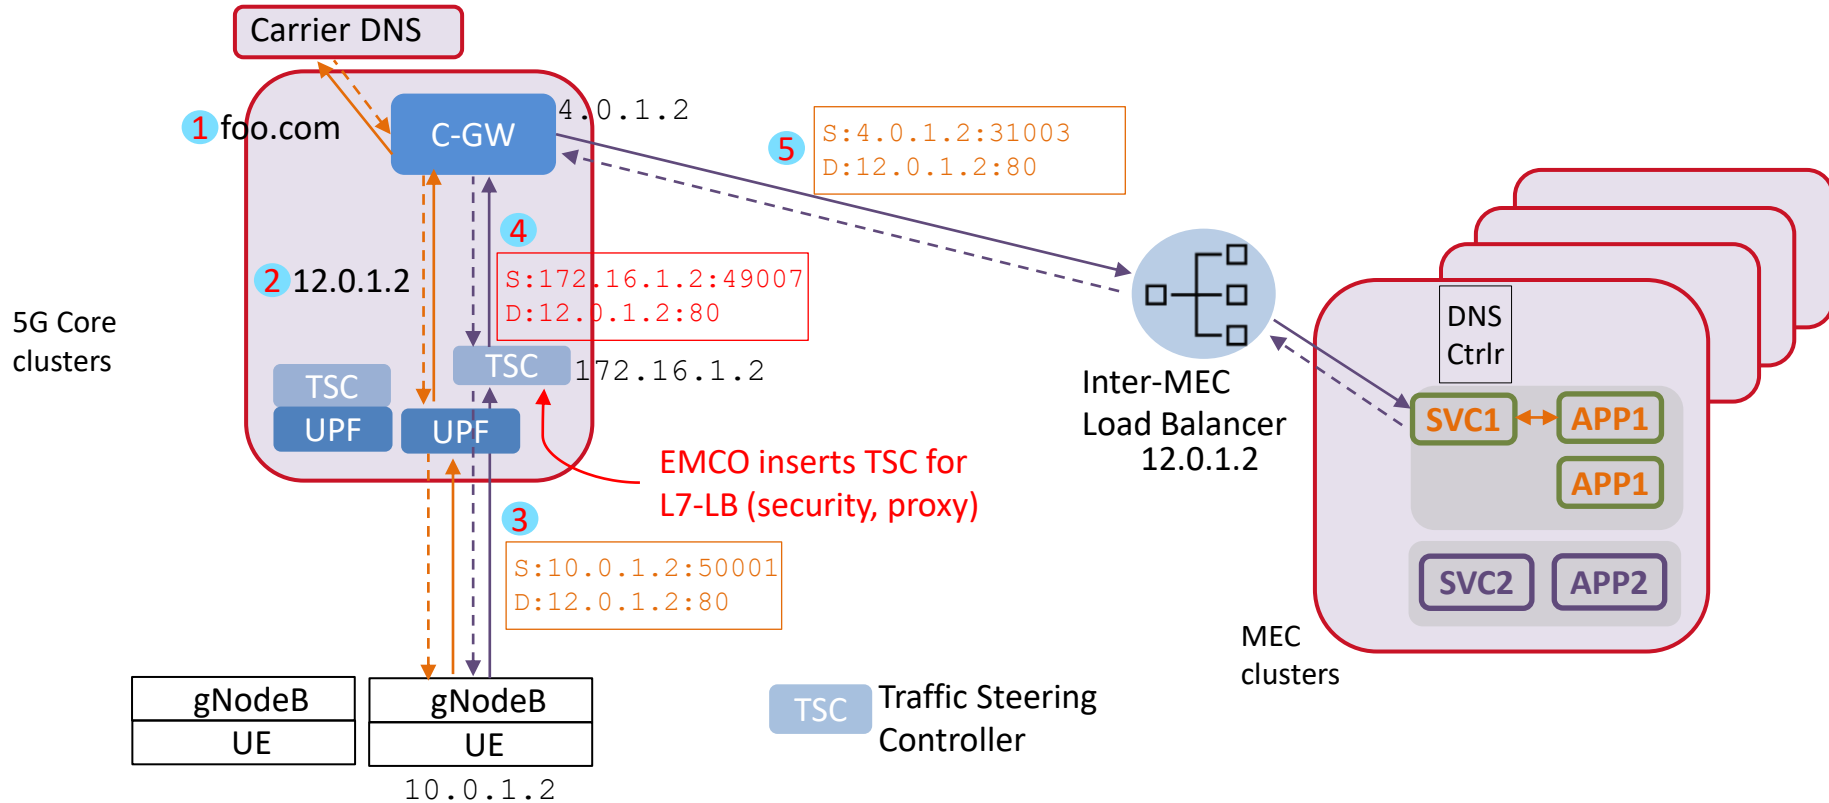 Carrier DNS
1 foo.com
C-GW
4.0.1.2
5
S:4.0.1.2:31003
D:12.0.1.2:80
4
2 12.0.1.2
S:172.16.1.2:49007
D:12.0.1.2:80
5G Core
clusters
TSC
UPF
TSC
172.16.1.2
UPF
EMCO inserts TSC for
L7-LB (security, proxy)
3
S:10.0.1.2:50001
D:12.0.1.2:80
gNodeB
UE
gNodeB
UE
10.0.1.2
TSC
Traffic Steering
Controller
Inter-MEC
Load Balancer
12.0.1.2
DNS
Ctrlr
SVC1
APP1
APP1
SVC2
APP2
MEC
clusters